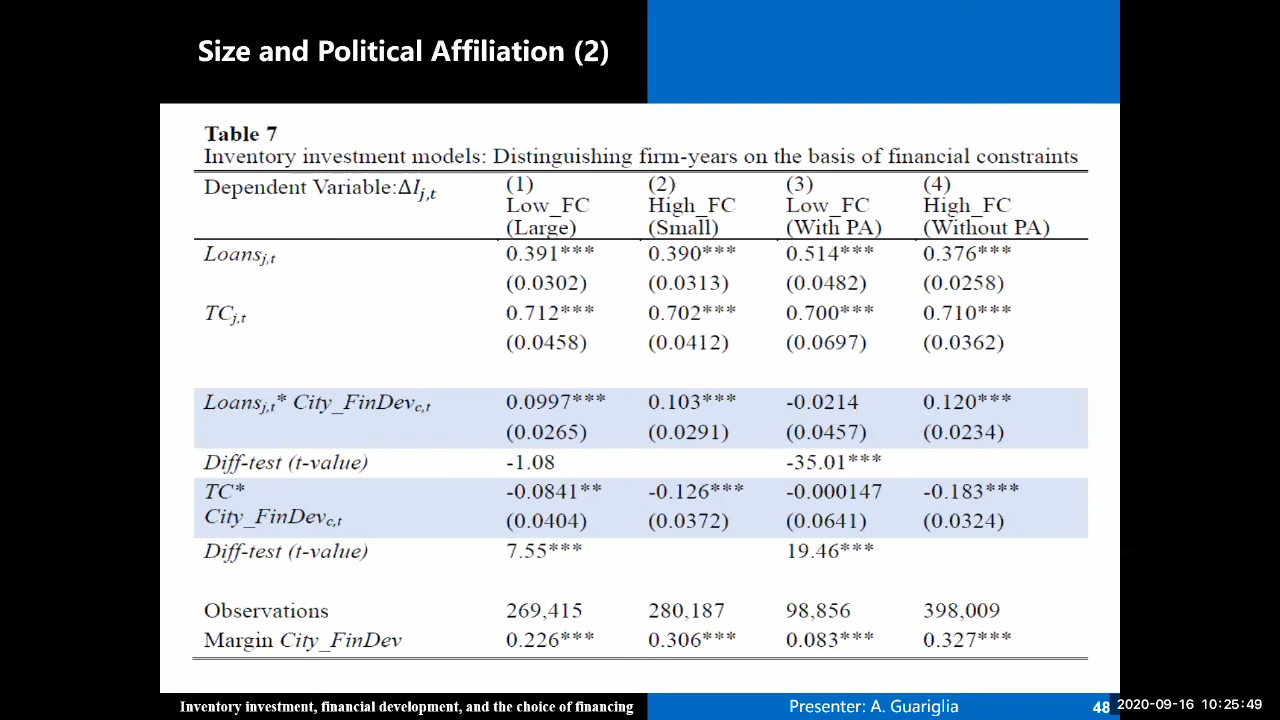 Size and Political Affiliation (2)
Table 7
Inventory investment models: Distinguishing firm-years on the basis of financial constraints
Dependent Variable:ΔI_{j,t} (1) (2) (3) (4)
Low_FC High_FC Low_FC High_FC
(Large) (Small) (With PA) (Without PA)
Loans_{j,t} 0.391*** 0.390*** 0.514*** 0.376***
(0.0302) (0.0313) (0.0482) (0.0258)
TC_{j,t} 0.712*** 0.702*** 0.700*** 0.710***
(0.0458) (0.0412) (0.0697) (0.0362)
Loans_{j,t}* City_FinDev_{c,t} 0.0997*** 0.103*** -0.0214 0.120***
(0.0265) (0.0291) (0.0457) (0.0234)
Diff-test (t-value) -1.08 -35.01***
TC* -0.0841** -0.126*** -0.000147 -0.183***
City_FinDev_{c,t} (0.0404) (0.0372) (0.0641) (0.0324)
Diff-test (t-value) 7.55*** 19.46***
Observations 269,415 280,187 98,856 398,009
Margin City_FinDev 0.226*** 0.306*** 0.083*** 0.327***
Inventory investment, financial development, and the choice of financing
Presenter: A. Guariglia
48
2020-09-16 10:25:49